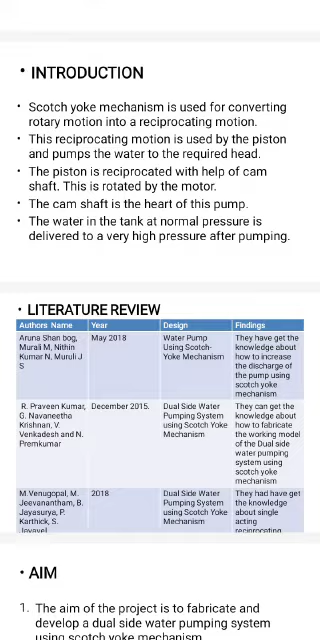 • INTRODUCTION
• Scotch yoke mechanism is used for converting
rotary motion into a reciprocating motion.
• This reciprocating motion is used by the piston
and pumps the water to the required head.
• The piston is reciprocated with help of cam
shaft. This is rotated by the motor.
• The cam shaft is the heart of this pump.
• The water in the tank at normal pressure is
delivered to a very high pressure after pumping.
• LITERATURE REVIEW
Authors Name Year Design Findings
Aruna Shan bog, May 2018 Water Pump They have get the
Murali M, Nithin Using Scotch- knowledge about
Kumar N. Muruli J Yoke Mechanism how to increase
S the discharge of
the pump using
scotch yoke
mechanism
R. Praveen Kumar, December 2015. Dual Side Water They can get the
G. Navaneetha Pumping System knowledge about
Krishnan, V. using Scotch Yoke how to fabricate
Venkadesh and N. Mechanism the working model
Premkumar of the Dual side
water pumping
system using
scotch yoke
mechanism
M.Venugopal, M. 2018 Dual Side Water They had have get
Jeevanantham, B. Pumping System the knowledge
Jayasurya, P. using Scotch Yoke about single
Karthick, S. Mechanism acting
Jayavel reciprocating
• AIM
1. The aim of the project is to fabricate and
develop a dual side water pumping system
using scotch yoke mechanism